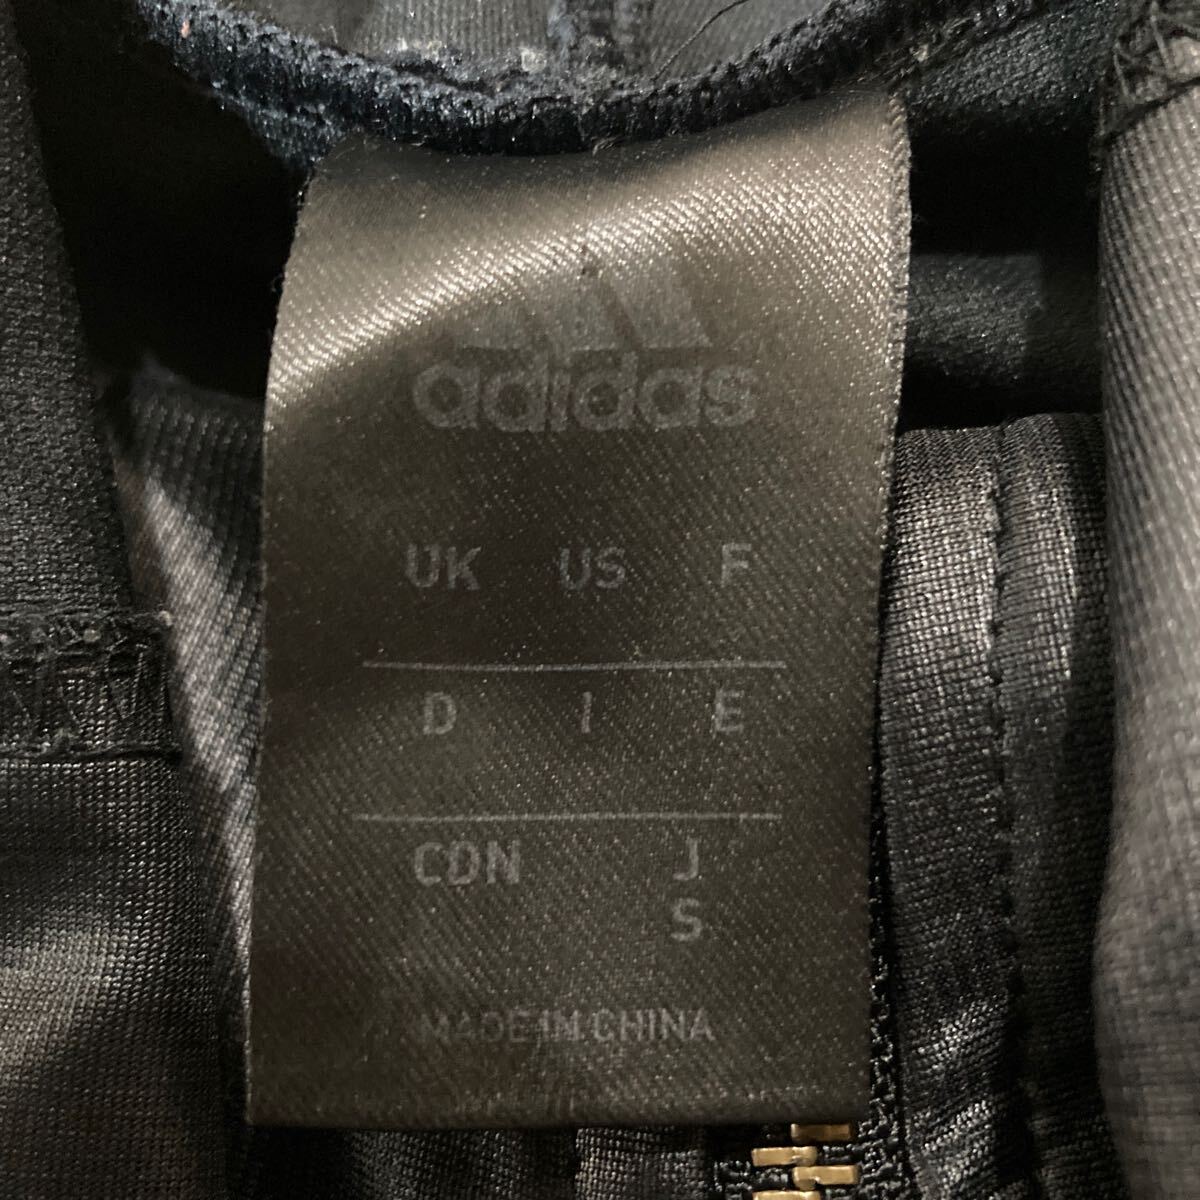 adidas
UK US F
D I E
CDN J
S
MADE IN CHINA